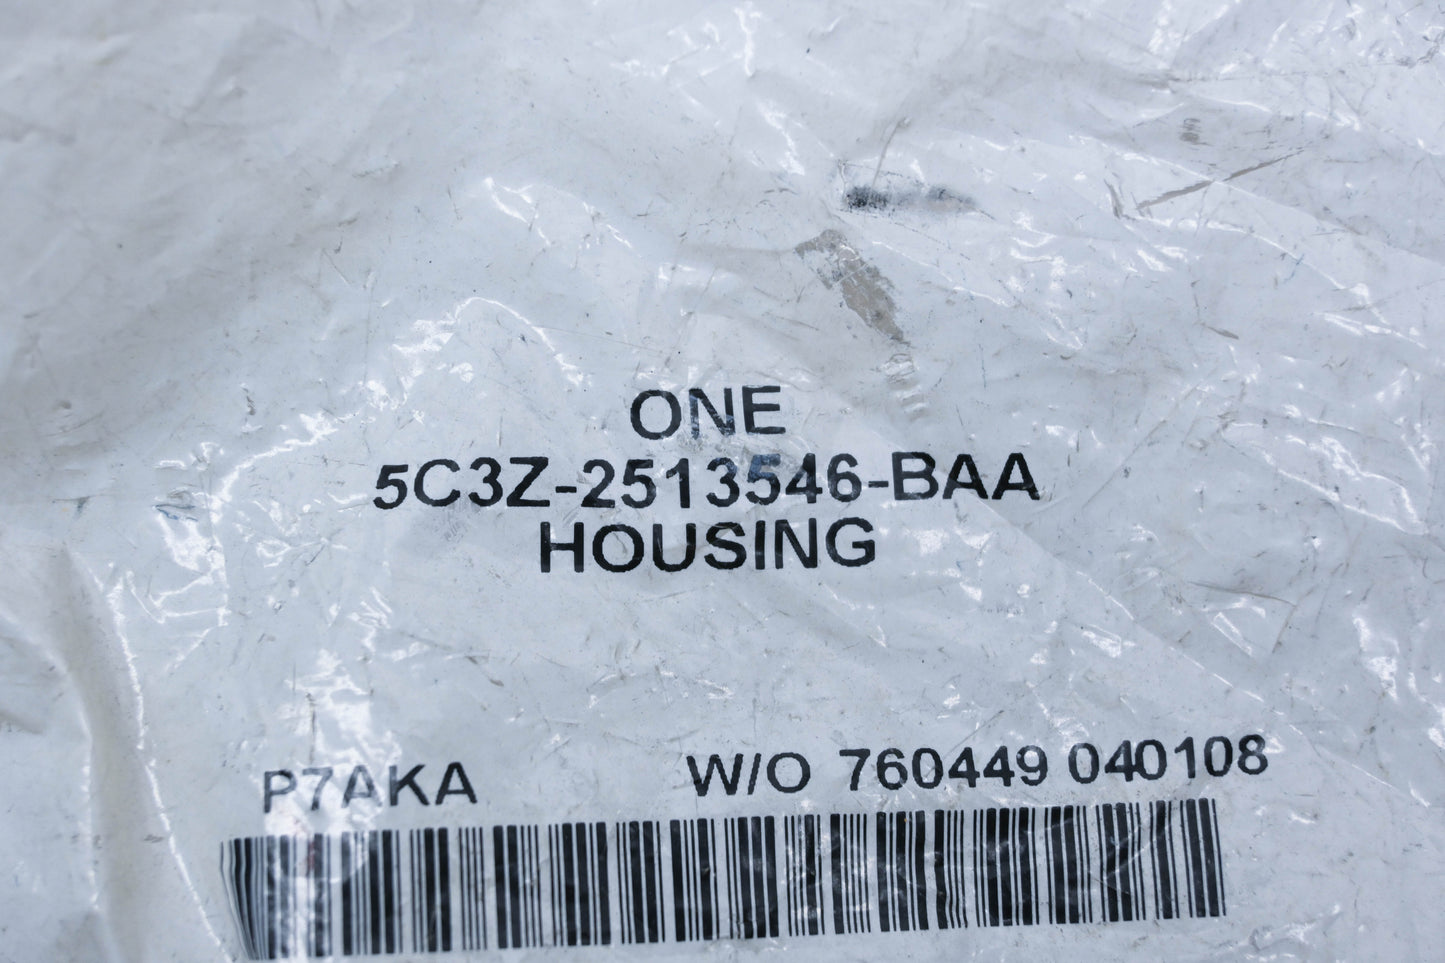 ONE
5C3Z-2513546-BAA
HOUSING
P7AKA W/O 760449 040108